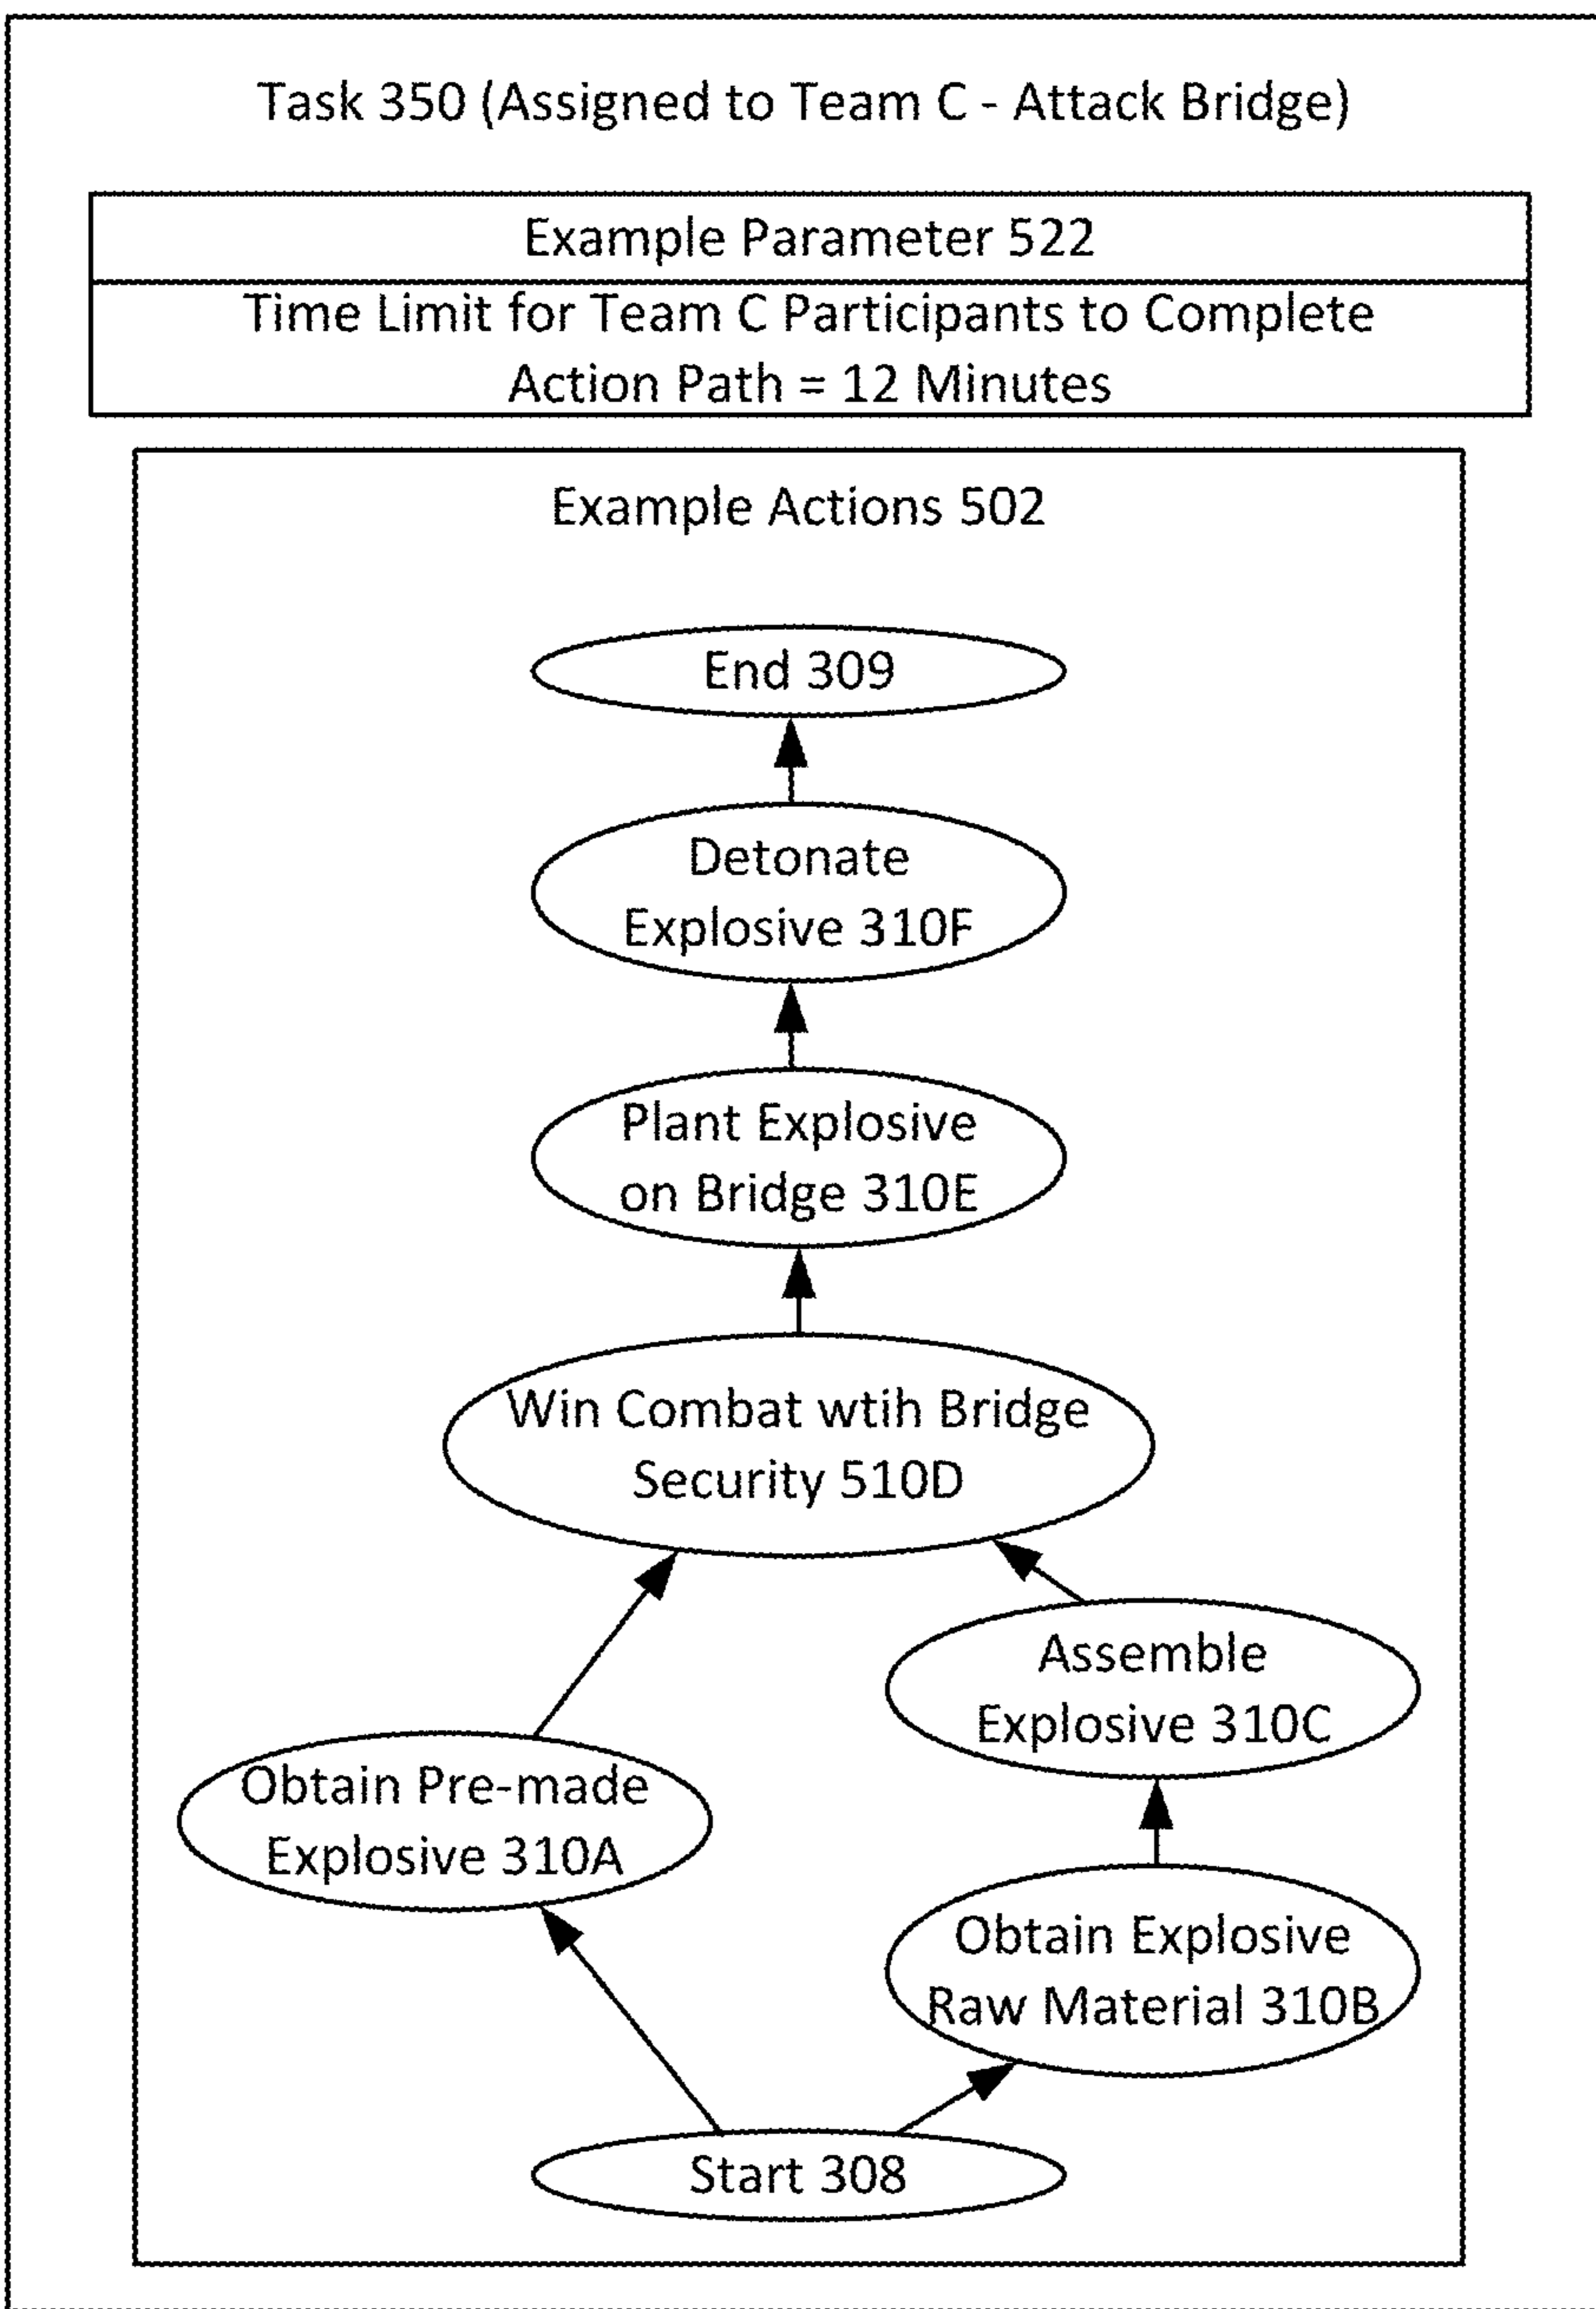 Task 350 (Assigned to Team C - Attack Bridge)
Example Parameter 522
Time Limit for Team C Participants to Complete
Action Path = 12 Minutes
Example Actions 502
End 309
Detonate
Explosive 310F
Plant Explosive
on Bridge 310E
Win Combat wtih Bridge
Security 510D
Assemble
Explosive 310C
Obtain Pre-made
Explosive 310A
Obtain Explosive
Raw Material 310B
Start 308